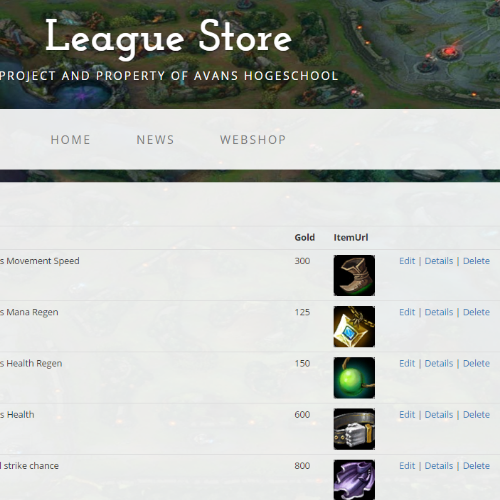 League Store
PROJECT AND PROPERTY OF AVANS HOGESCHOOL
HOME NEWS WEBSHOP
Gold ItemUrl
s Movement Speed 300 Edit | Details | Delete
s Mana Regen 125 Edit | Details | Delete
s Health Regen 150 Edit | Details | Delete
s Health 600 Edit | Details | Delete
l strike chance 800 Edit | Details | Delete